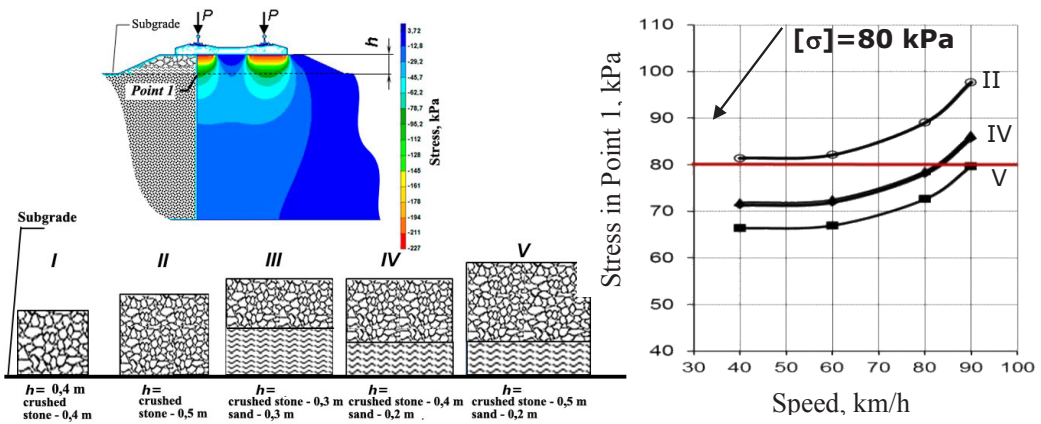 Subgrade
P
P
h
Point 1
3,72
-12,8
-29,2
-45,7
-62,2
-78,7
-95,2
-112
-128
-145
-161
-178
-194
-211
-227
Stress, kPa
Subgrade
I
II
III
IV
V
h= 0,4 m
crushed
stone - 0,4 m
h=
crushed
stone - 0,5 m
h=
crushed stone - 0,3 m
sand - 0,3 m
h=
crushed stone - 0,4 m
sand - 0,2 m
h=
crushed stone - 0,5 m
sand - 0,2 m
110
100
90
80
70
60
50
40
Stress in Point 1, kPa
[σ]=80 kPa
II
IV
V
30
40
50
60
70
80
90
100
Speed, km/h